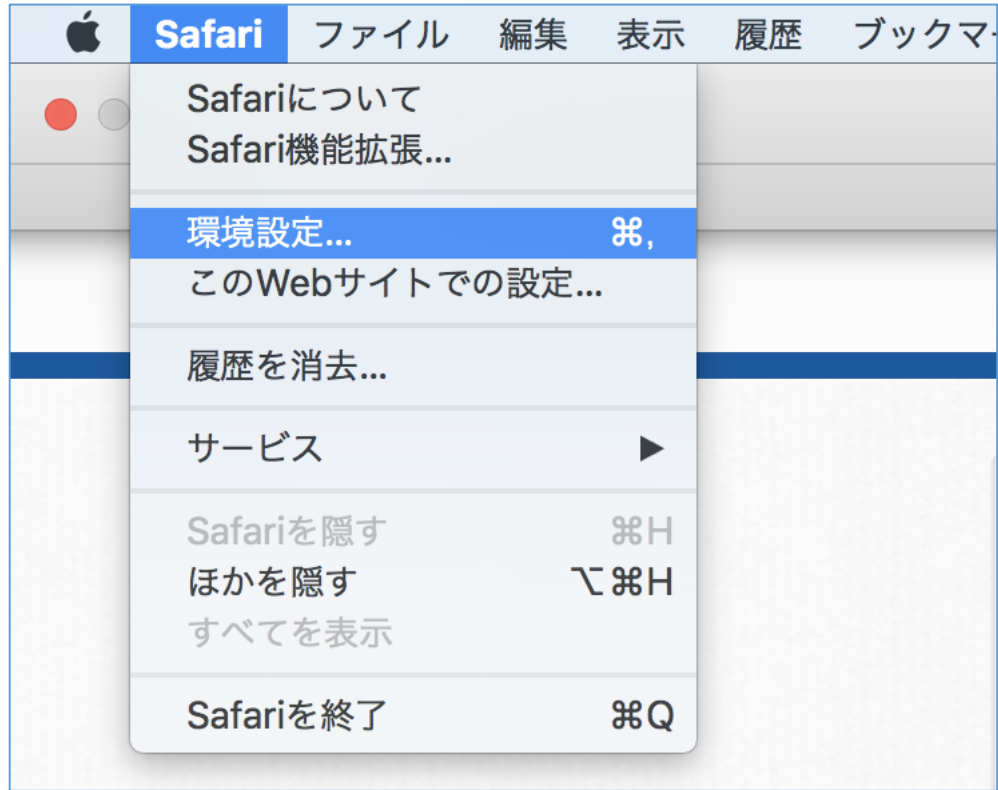 Safari ファイル 編集 表示 履歴 ブックマ
Safariについて
Safari機能拡張...
環境設定... ⌘,
このWebサイトでの設定...
履歴を消去...
サービス ▶
Safariを隠す ⌘H
ほかを隠す ⌥⌘H
すべてを表示
Safariを終了 ⌘Q